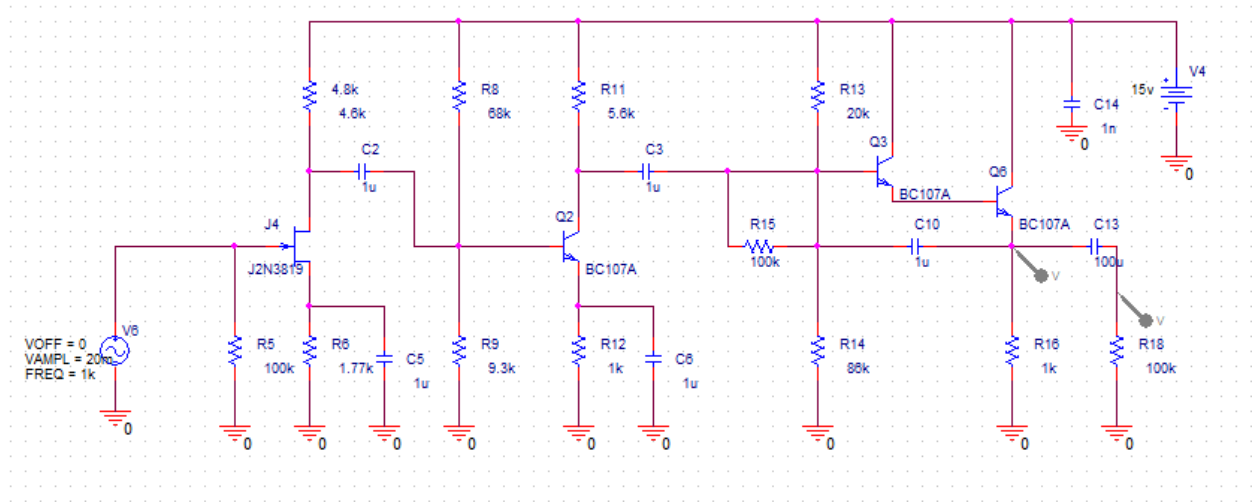 4.8k
4.6k
R8
68k
R11
5.6k
R13
20k
C14
1n
0
V4
15v
0
C2
1u
C3
1u
Q3
BC107A
Q6
BC107A
J4
J2N3819
Q2
BC107A
R15
100k
C10
1u
C13
100u
V
V
V6
VOFF = 0
VAMPL = 20m
FREQ = 1k
0
R5
100k
0
R6
1.77k
0
C5
1u
0
R9
9.3k
0
R12
1k
0
C6
1u
0
R14
86k
0
R16
1k
0
R18
100k
0